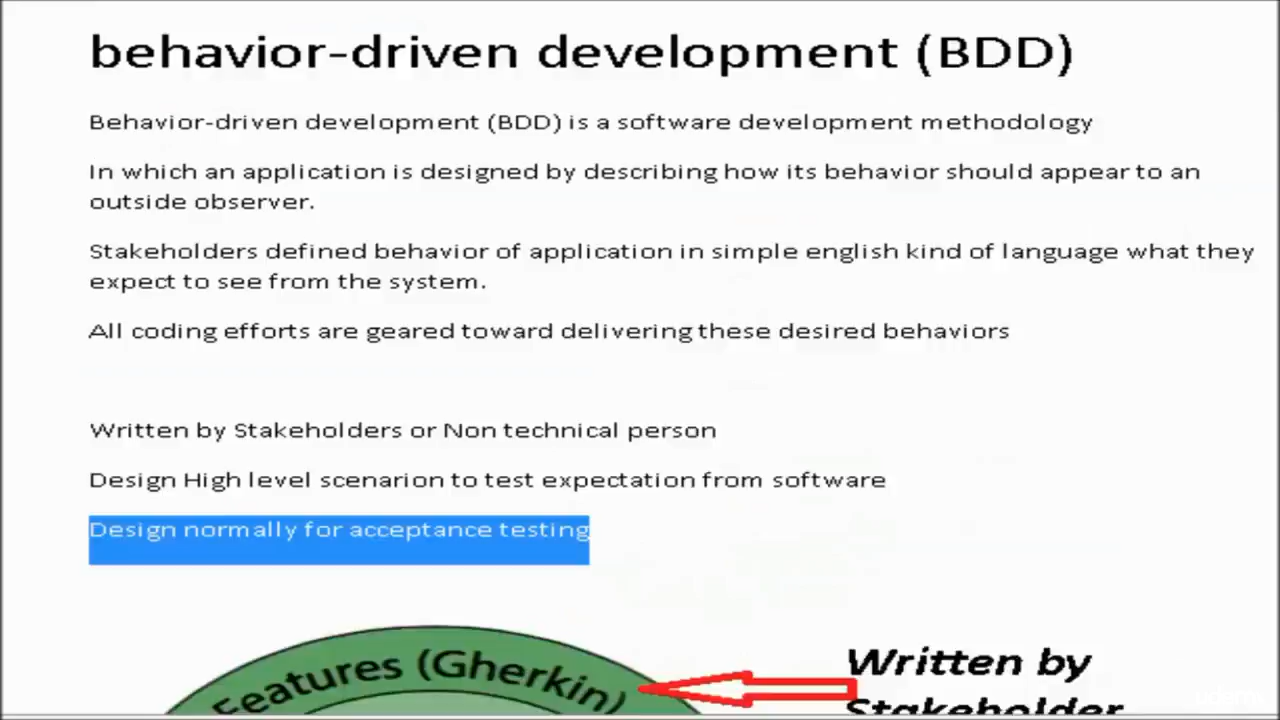 behavior-driven development (BDD)
Behavior-driven development (BDD) is a software development methodology
In which an application is designed by describing how its behavior should appear to an
outside observer.
Stakeholders defined behavior of application in simple english kind of language what they
expect to see from the system.
All coding efforts are geared toward delivering these desired behaviors
Written by Stakeholders or Non technical person
Design High level scenarion to test expectation from software
Design normally for acceptance testing
Features (Gherkin)
Written by
Stakeholder
udemy